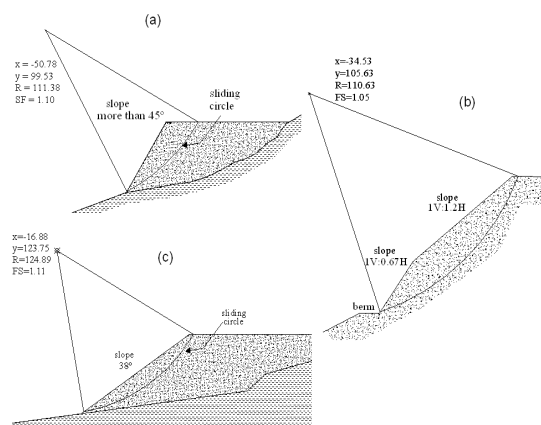 (a)
x = -50.78
y = 99.53
R = 111.38
SF = 1.10
slope
more than 45°
sliding
circle
x=-34.53
y=105.63
R=110.63
FS=1.05
(b)
slope
1V:1.2H
slope
1V:0.67H
berm
x=-16.88
y=123.75
R=124.89
FS=1.11
(c)
sliding
circle
slope
38°